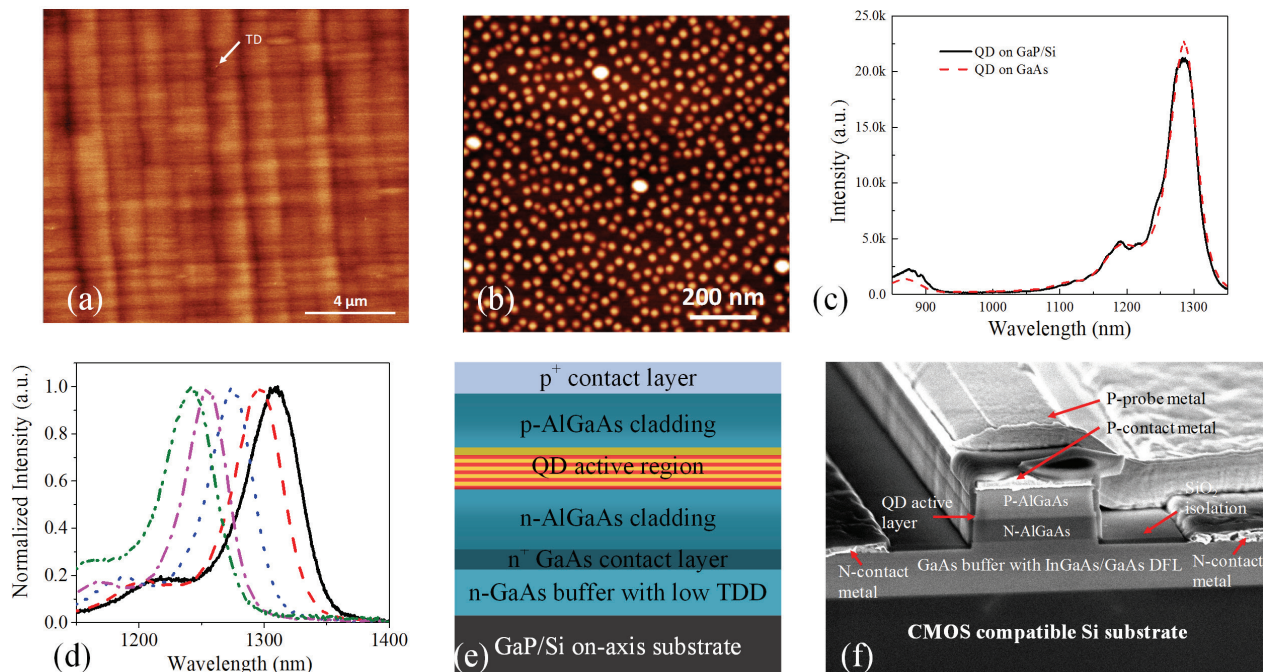 TD
(a)
4 μm
(b)
200 nm
25.0k
20.0k
15.0k
10.0k
5.0k
0.0
Intensity (a.u.)
QD on GaP/Si
QD on GaAs
900
1000
1100
1200
1300
Wavelength (nm)
(c)
1.0
0.8
0.6
0.4
0.2
0.0
Normalized Intensity (a.u.)
1200
1300
1400
Wavelength (nm)
(d)
p⁺ contact layer
p-AlGaAs cladding
QD active region
n-AlGaAs cladding
n⁺ GaAs contact layer
n-GaAs buffer with low TDD
GaP/Si on-axis substrate
(e)
P-probe metal
P-contact metal
QD active
layer
P-AlGaAs
N-AlGaAs
SiO₂
isolation
N-contact
metal
GaAs buffer with InGaAs/GaAs DFL
N-contact
metal
CMOS compatible Si substrate
(f)